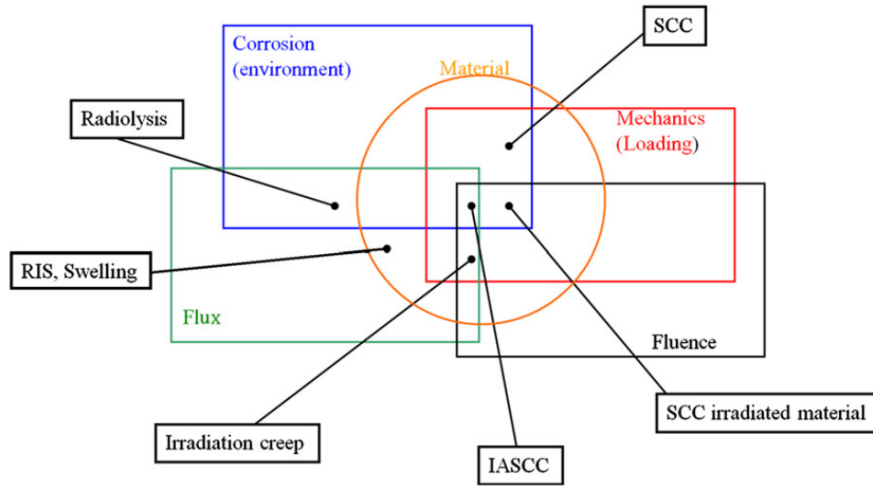 SCC
Corrosion
(environment)
Material
Radiolysis
Mechanics
(Loading)
RIS, Swelling
Flux
Fluence
SCC irradiated material
Irradiation creep
IASCC